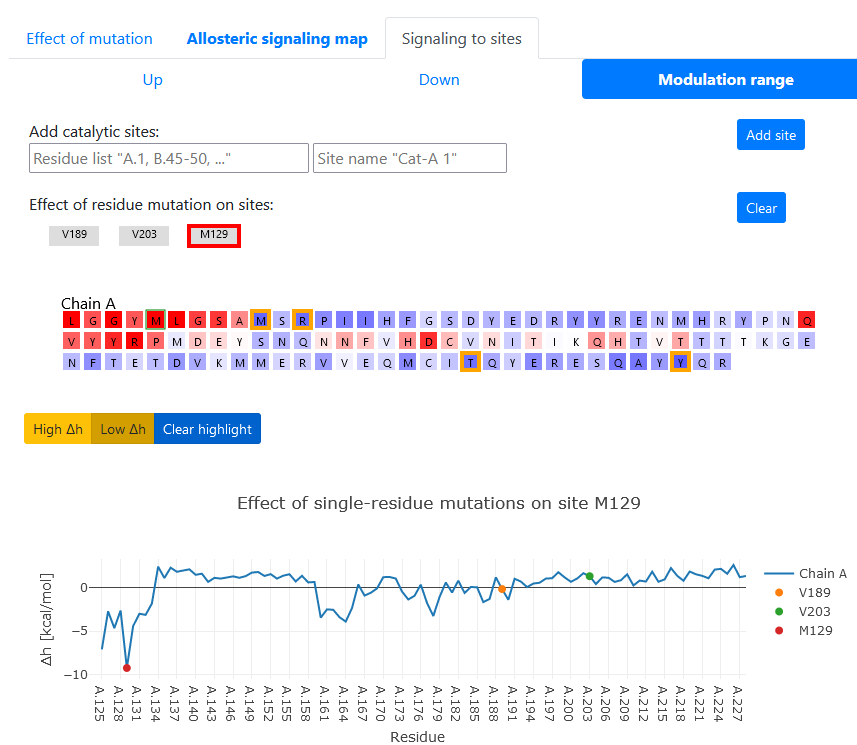 Effect of mutation Allosteric signaling map Signaling to sites
Up Down Modulation range
Add catalytic sites:
Residue list "A.1, B.45-50, ..." Site name "Cat-A 1" Add site
Effect of residue mutation on sites: Clear
V189 V203 M129
Chain A
L G G Y M L G S A M S R P I I H F G S D Y E D R Y Y R E N M H R Y P N Q
V Y Y R P M D E Y S N Q N N F V H D C V N I T I K Q H T V T T T T K G E
N F T E T D V K M M E R V V E Q M C I T Q Y E R E S Q A Y Y Q R
High Δh Low Δh Clear highlight
Effect of single-residue mutations on site M129
Δh [kcal/mol]
0
−5
−10
A.125 A.128 A.131 A.134 A.137 A.140 A.143 A.146 A.149 A.152 A.155 A.158 A.161 A.164 A.167 A.170 A.173 A.176 A.179 A.182 A.185 A.188 A.191 A.194 A.197 A.200 A.203 A.206 A.209 A.212 A.215 A.218 A.221 A.224 A.227
Residue
Chain A
V189
V203
M129